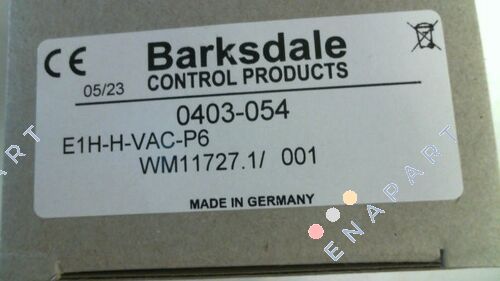 CE
Barksdale
05/23
CONTROL PRODUCTS
0403-054
E1H-H-VAC-P6
WM11727.1/ 001
MADE IN GERMANY
ENAPART
ENAPART